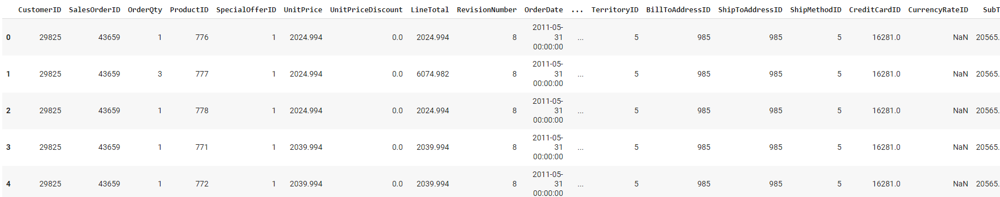 CustomerID SalesOrderID OrderQty ProductID SpecialOfferID UnitPrice UnitPriceDiscount LineTotal RevisionNumber OrderDate ... TerritoryID BillToAddressID ShipToAddressID ShipMethodID CreditCardID CurrencyRateID SubT
0 29825 43659 1 776 1 2024.994 0.0 2024.994 8 2011-05-31 00:00:00 ... 5 985 985 5 16281.0 NaN 20565.
1 29825 43659 3 777 1 2024.994 0.0 6074.982 8 2011-05-31 00:00:00 ... 5 985 985 5 16281.0 NaN 20565.
2 29825 43659 1 778 1 2024.994 0.0 2024.994 8 2011-05-31 00:00:00 ... 5 985 985 5 16281.0 NaN 20565.
3 29825 43659 1 771 1 2039.994 0.0 2039.994 8 2011-05-31 00:00:00 ... 5 985 985 5 16281.0 NaN 20565.
4 29825 43659 1 772 1 2039.994 0.0 2039.994 8 2011-05-31 00:00:00 ... 5 985 985 5 16281.0 NaN 20565.